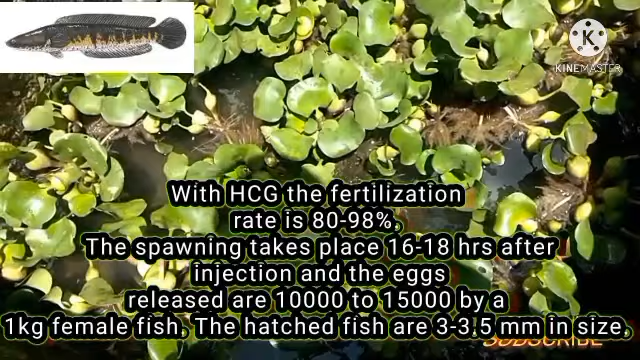 KINEMASTER
With HCG the fertilization
rate is 80-98%.
The spawning takes place 16-18 hrs after
injection and the eggs
released are 10000 to 15000 by a
1kg female fish. The hatched fish are 3-3.5 mm in size.
SUBSCRIBE